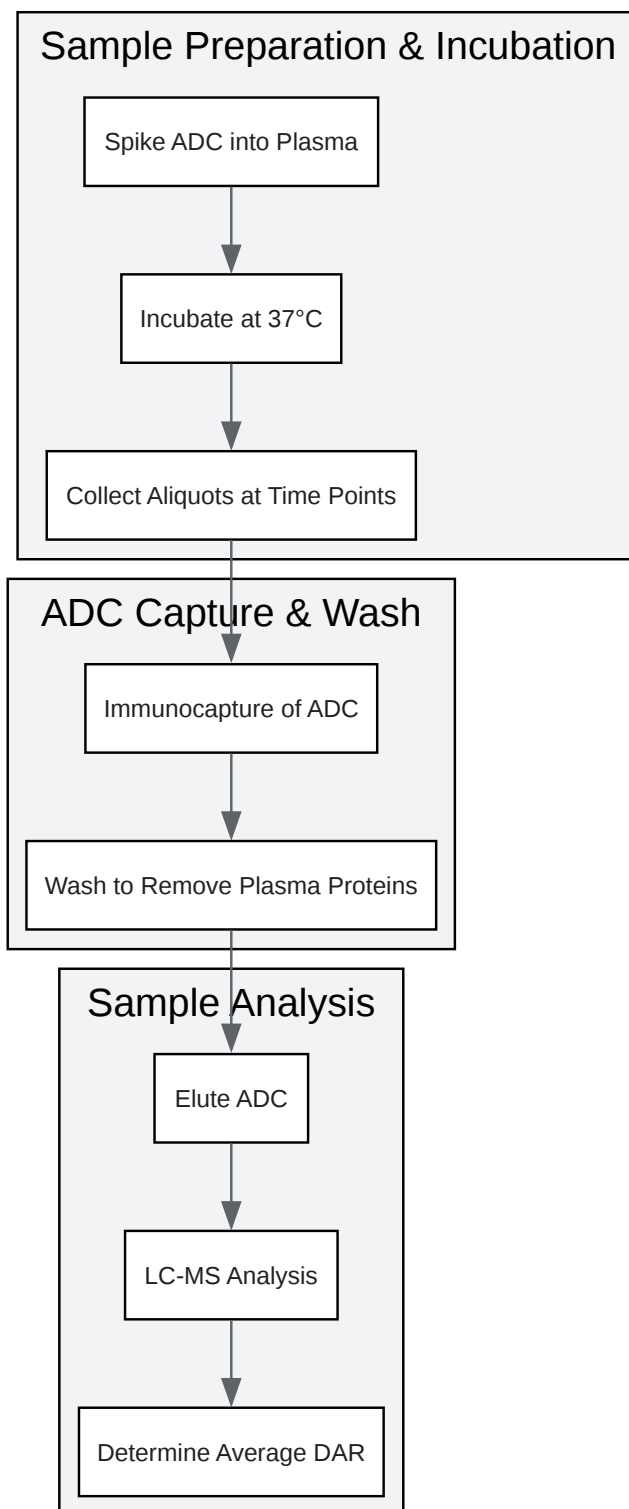 Sample Preparation & Incubation
Spike ADC into Plasma
Incubate at 37°C
Collect Aliquots at Time Points
ADC Capture & Wash
Immunocapture of ADC
Wash to Remove Plasma Proteins
Sample Analysis
Elute ADC
LC-MS Analysis
Determine Average DAR